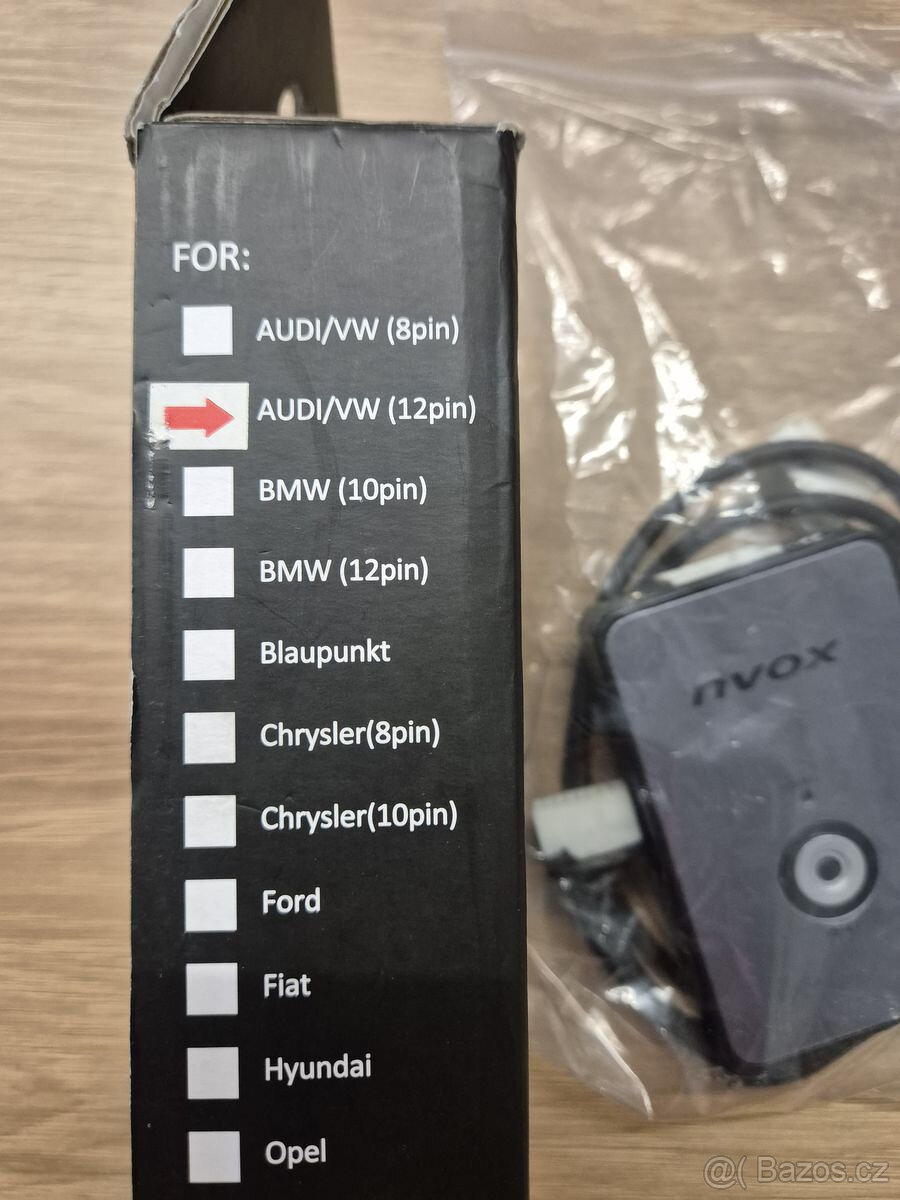 FOR:
AUDI/VW (8pin)
AUDI/VW (12pin)
BMW (10pin)
BMW (12pin)
Blaupunkt
Chrysler(8pin)
Chrysler(10pin)
Ford
Fiat
Hyundai
Opel
nvox
@( Bazos.cz